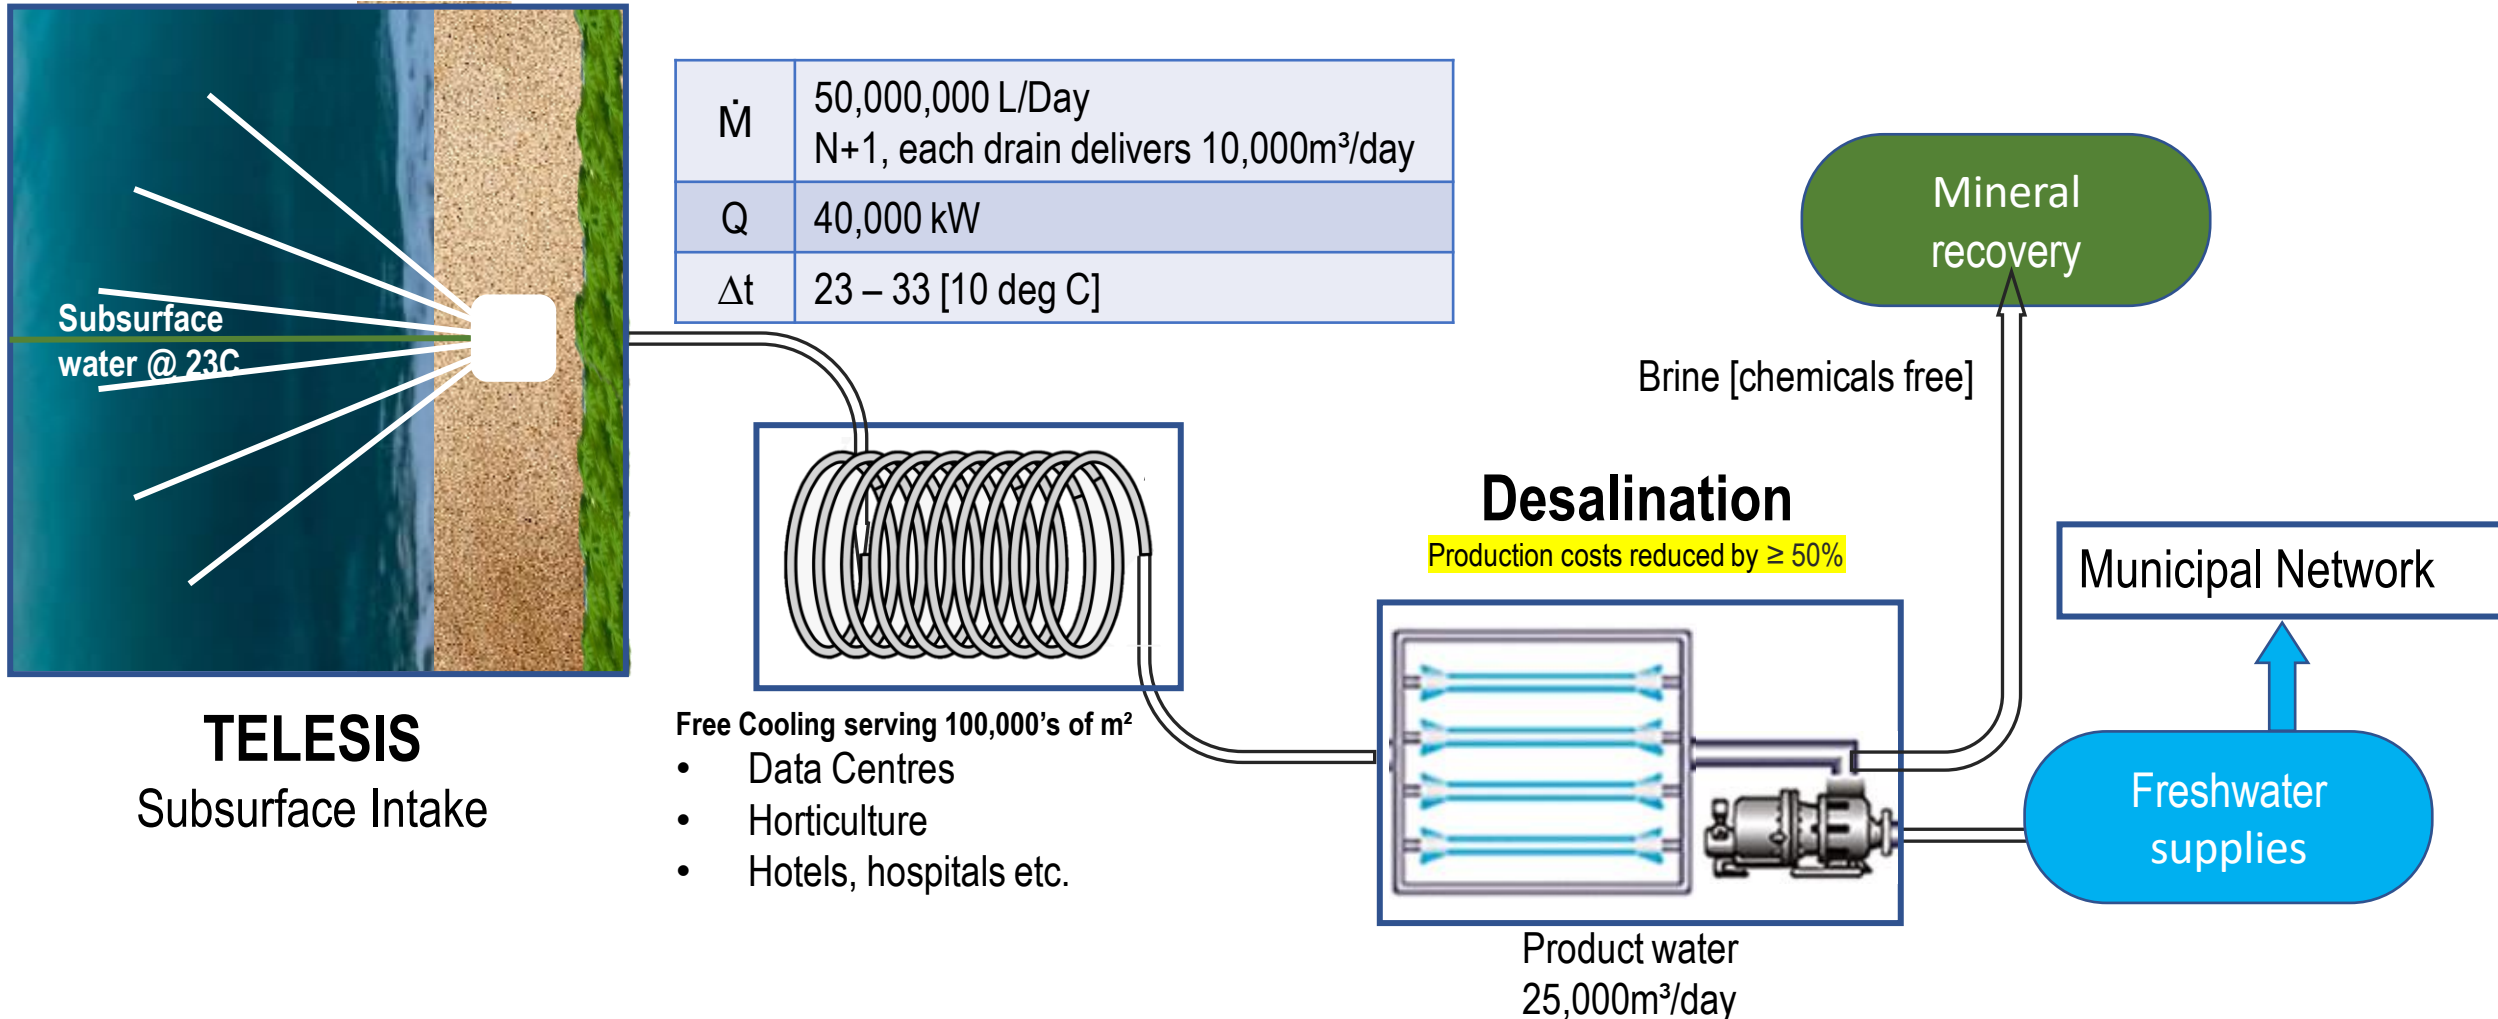 Subsurface
water @ 23C
TELESIS
Subsurface Intake
Ṁ
50,000,000 L/Day
N+1, each drain delivers 10,000m³/day
Q
40,000 kW
Δt
23 – 33 [10 deg C]
Free Cooling serving 100,000’s of m²
• Data Centres
• Horticulture
• Hotels, hospitals etc.
Desalination
Production costs reduced by ≥ 50%
Product water
25,000m³/day
Brine [chemicals free]
Mineral
recovery
Municipal Network
Freshwater
supplies